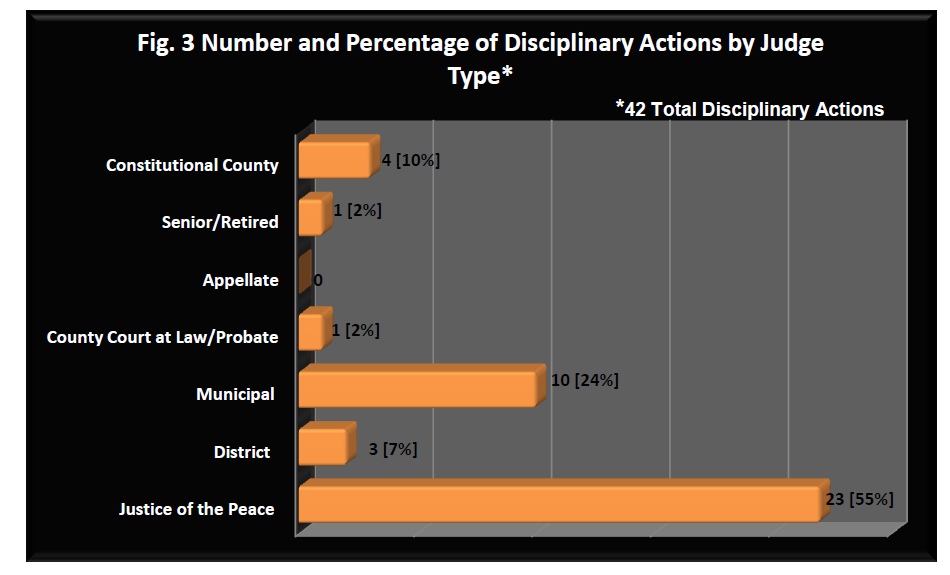 Fig. 3 Number and Percentage of Disciplinary Actions by Judge
Type*
*42 Total Disciplinary Actions
Constitutional County 4 [10%]
Senior/Retired 1 [2%]
Appellate 0
County Court at Law/Probate 1 [2%]
Municipal 10 [24%]
District 3 [7%]
Justice of the Peace 23 [55%]